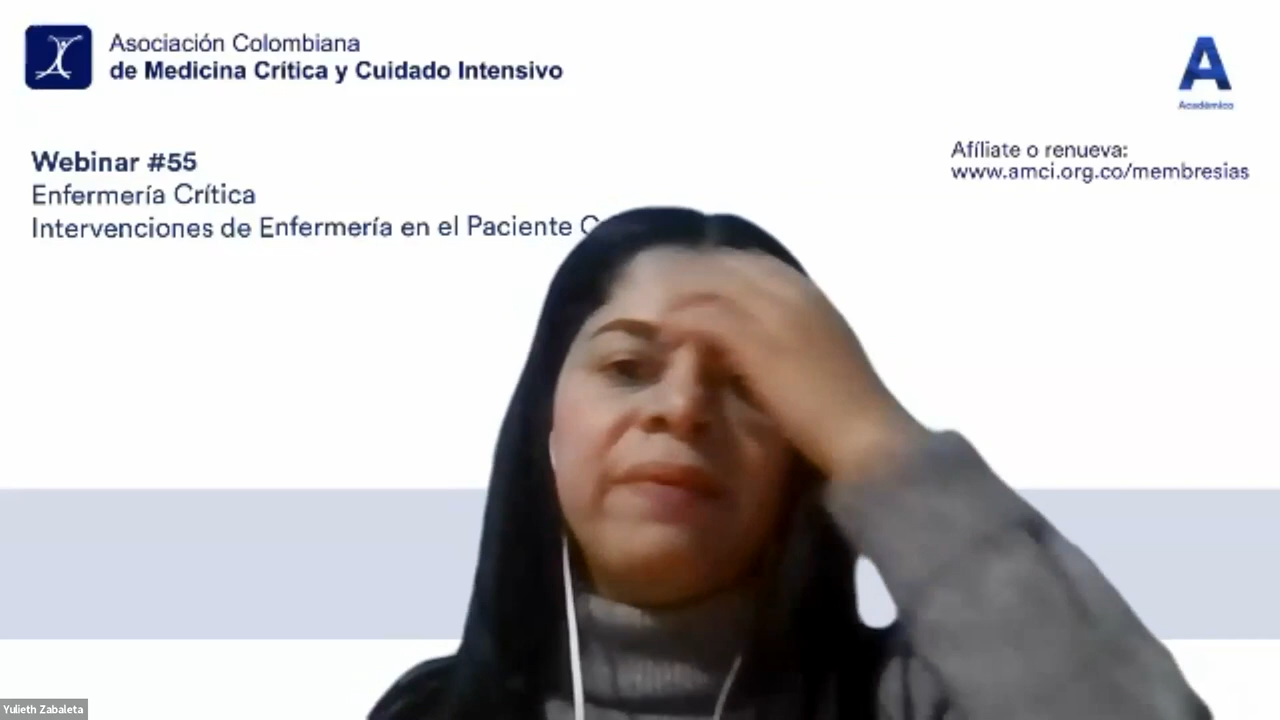 Asociación Colombiana
de Medicina Crítica y Cuidado Intensivo
A
Académico
Webinar #55
Enfermería Crítica
Intervenciones de Enfermería en el Paciente
Afíliate o renueva:
www.amci.org.co/membresias
Yulieth Zabaleta